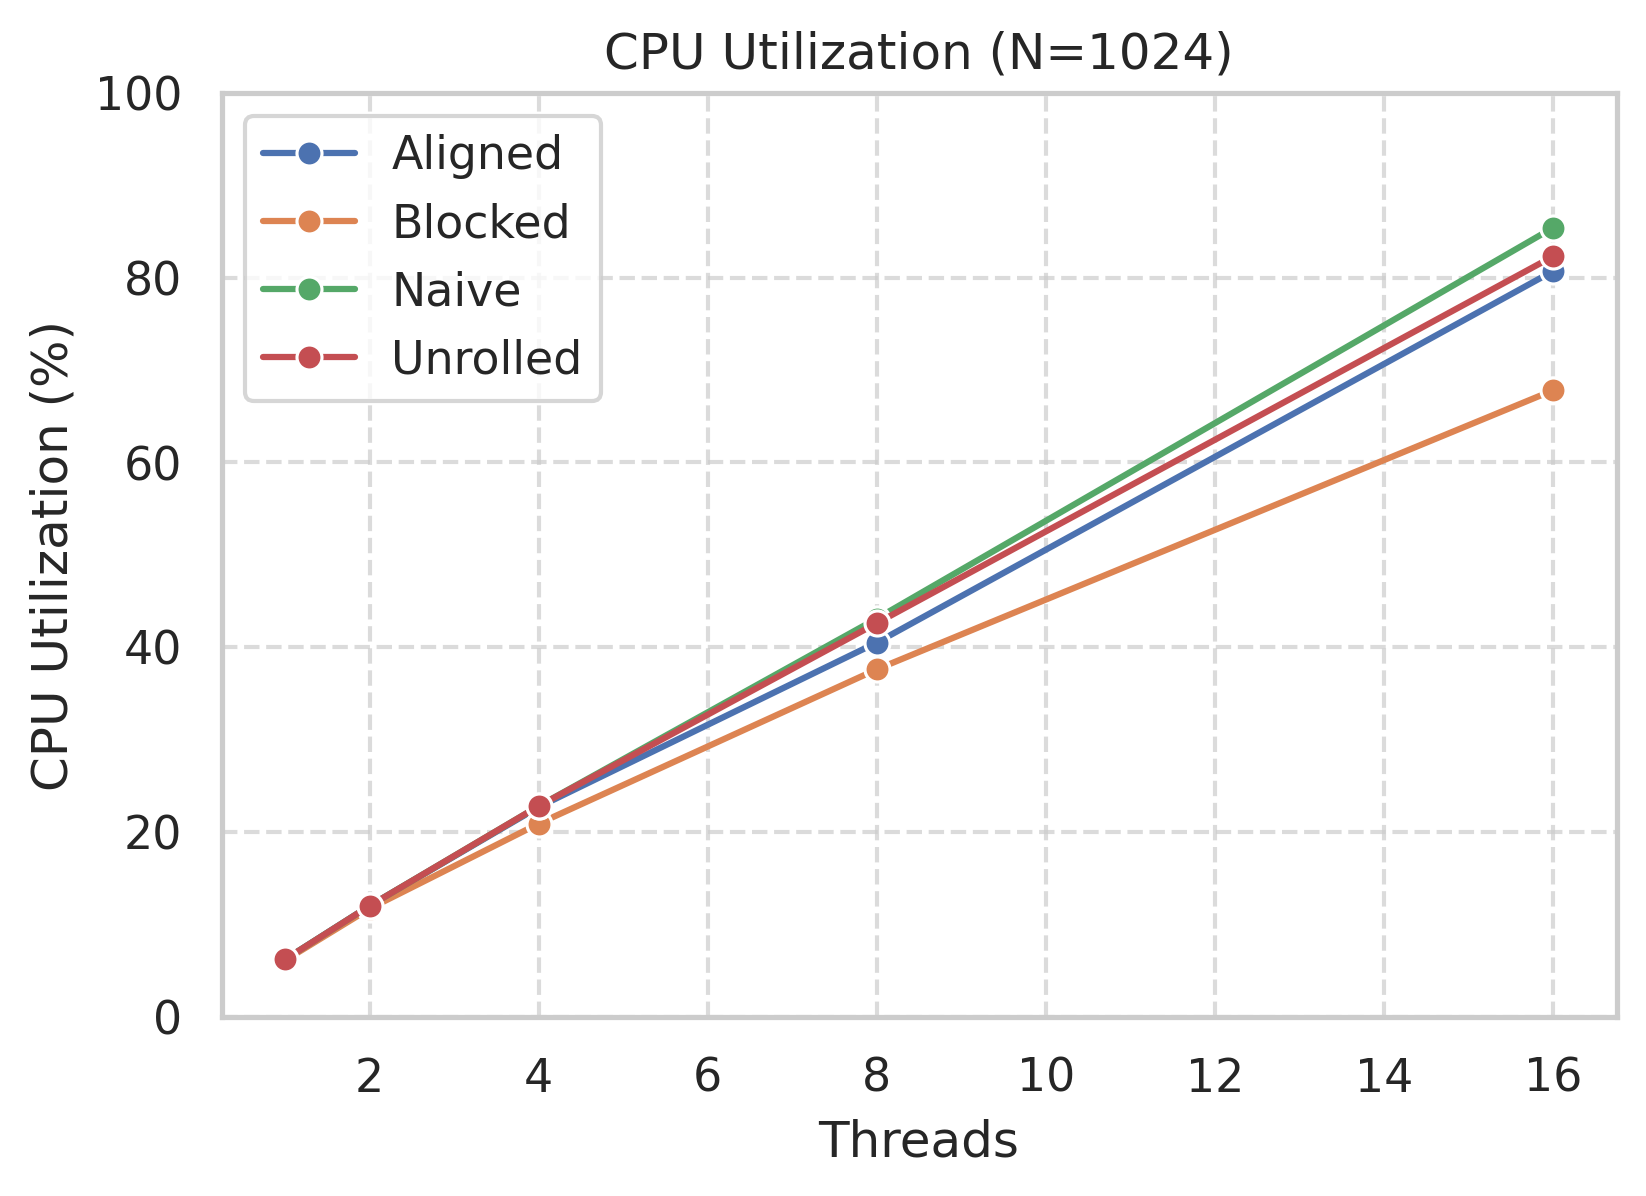 CPU Utilization (N=1024)
100
80
60
40
20
0
CPU Utilization (%)
Aligned
Blocked
Naive
Unrolled
2 4 6 8 10 12 14 16
Threads